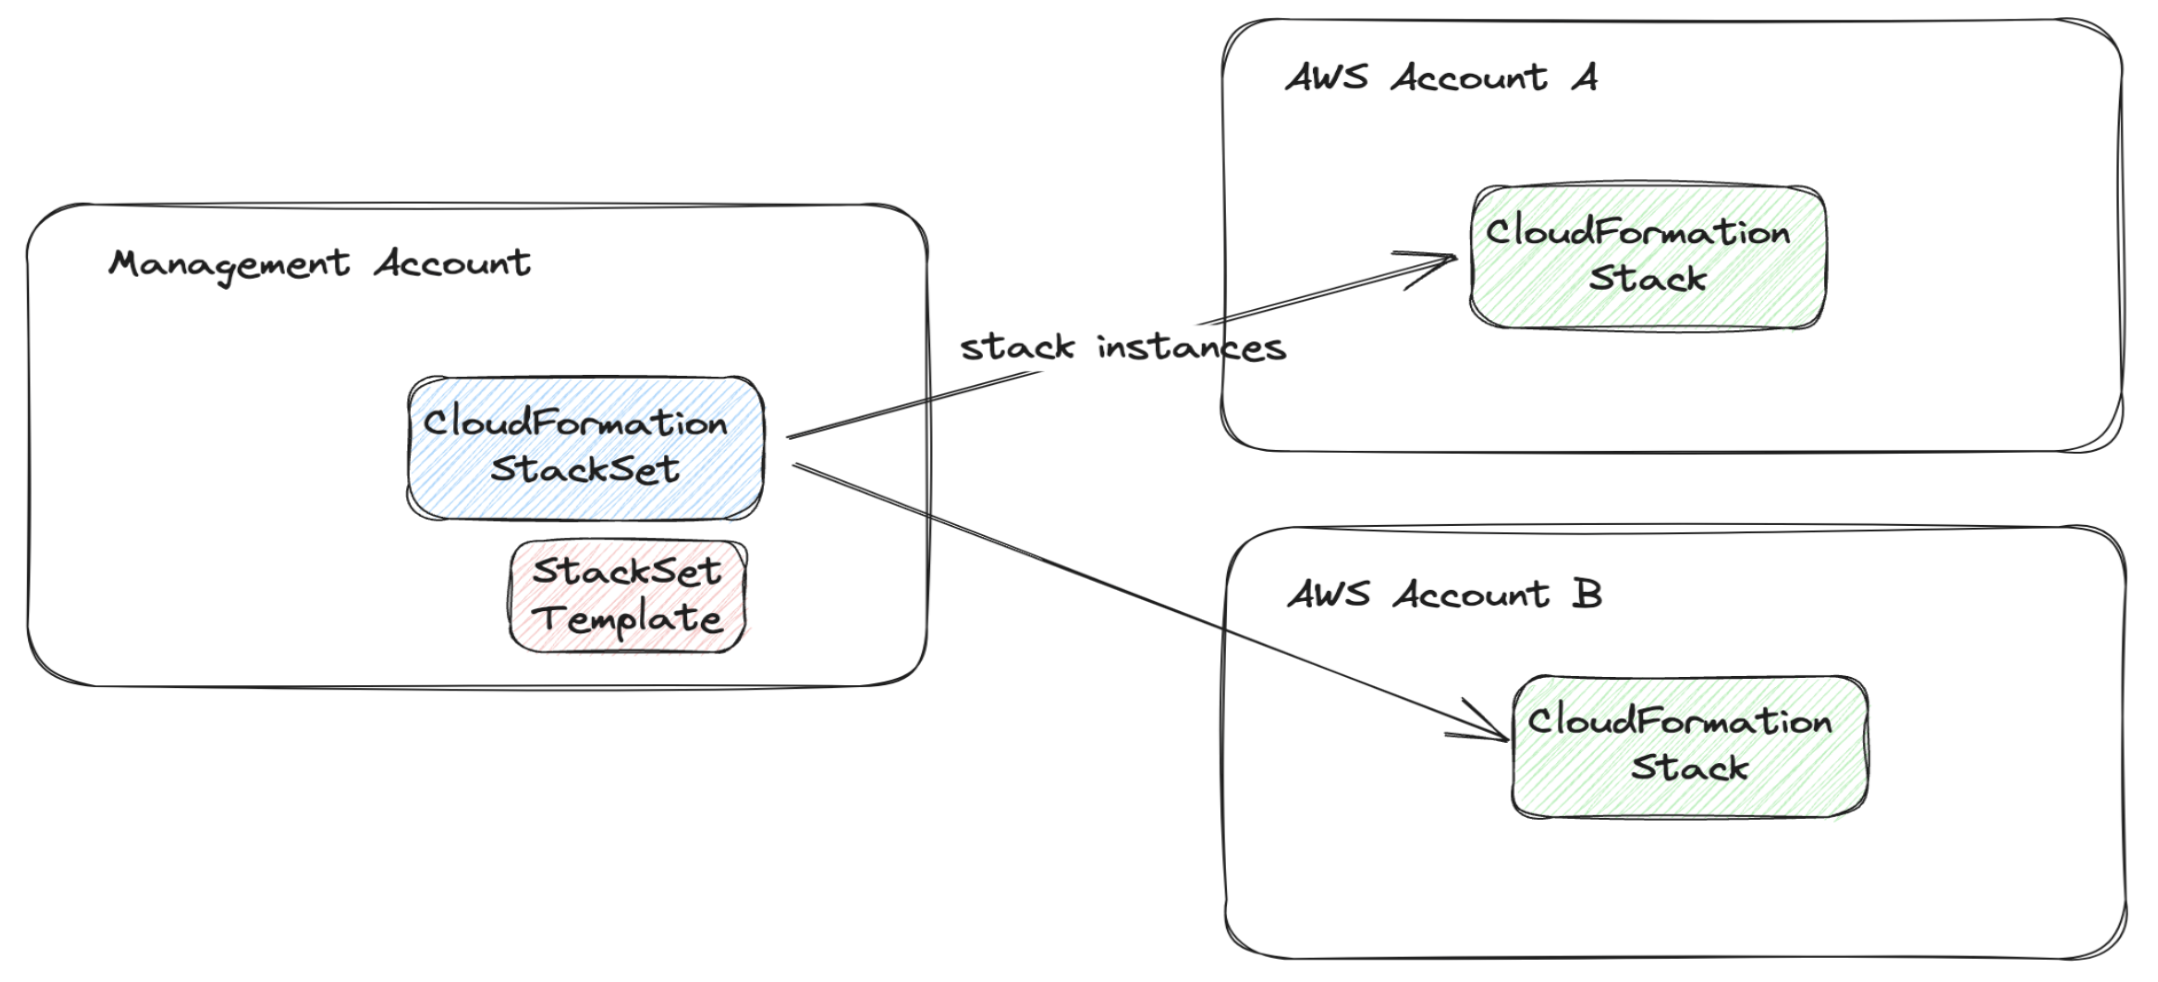 AWS Account A
CloudFormation
Stack
Management Account
stack instances
CloudFormation
StackSet
StackSet
Template
AWS Account B
CloudFormation
Stack